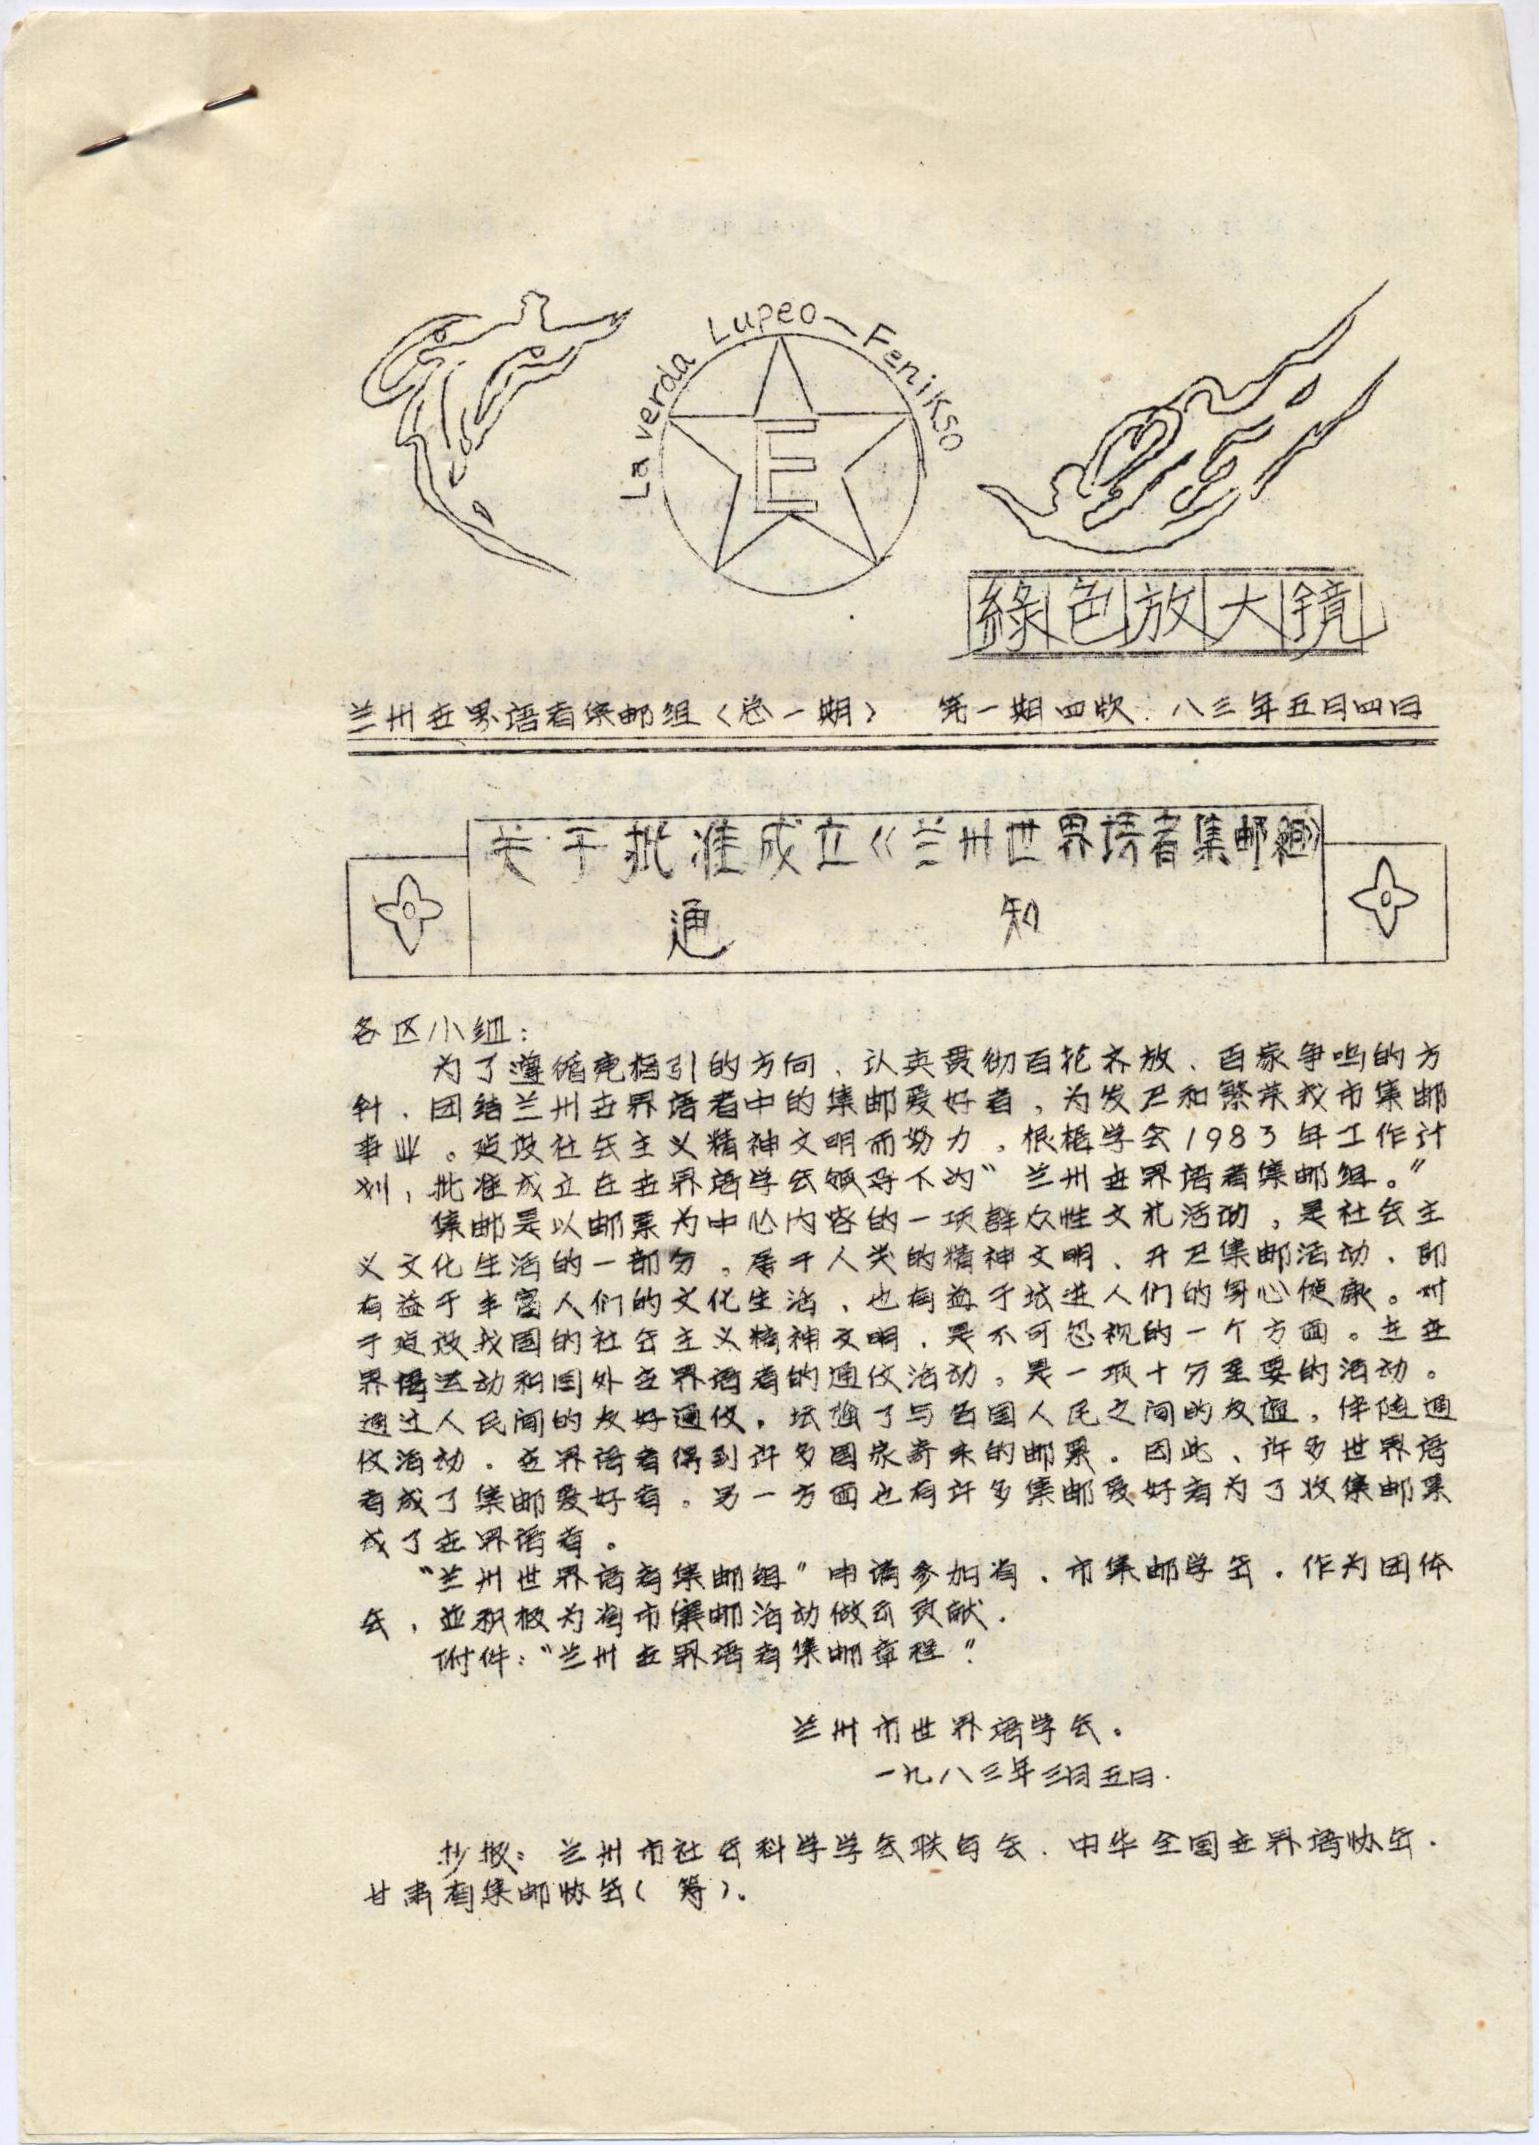 La verda Lupeo-Fenikso
E
綠色放大镜
兰州世界语者集邮组〈总一期〉 第一期四版 八三年五月四日
关于批准成立《兰州世界语者集邮组》
通 知
各区小组：
为了遵循党指引的方向、认真贯彻百花齐放、百家争鸣的方
针、团结兰州世界语者中的集邮爱好者，为发卫和繁荣我市集邮
事业。建设社会主义精神文明而努力。根据学会1983年工作计
划，批准成立在世界语学会领导下的“兰州世界语者集邮组。”
集邮是以邮票为中心内容的一项群众性文化活动，是社会主
义文化生活的一部分。居于人类的精神文明、开卫集邮活动、即
有益于丰富人们的文化生活、也有益于增进人们的身心健康。对
于建设我国的社会主义精神文明，是不可忽视的一个方面。在世
界语运动和国外世界语者的通仪活动。是一项十分重要的活动。
通过人民间的友好通仪。增强了与各国人民之间的友谊。伴随通
仪活动。世界语者得到许多国家寄来的邮票。因此、许多世界语
者成了集邮爱好者。另一方面也有许多集邮爱好者为了收集邮票
成了世界语者。
“兰州世界语者集邮组”申请参加省、市集邮学会。作为团体
会，並积极为省市集邮活动做出贡献.
附件：“兰州世界语者集邮章程”
兰州市世界语学会。
一九八三年三月五日.
抄报：兰州市社会科学学会联合会. 中华全国世界语协会.
甘肃省集邮协会(筹)。